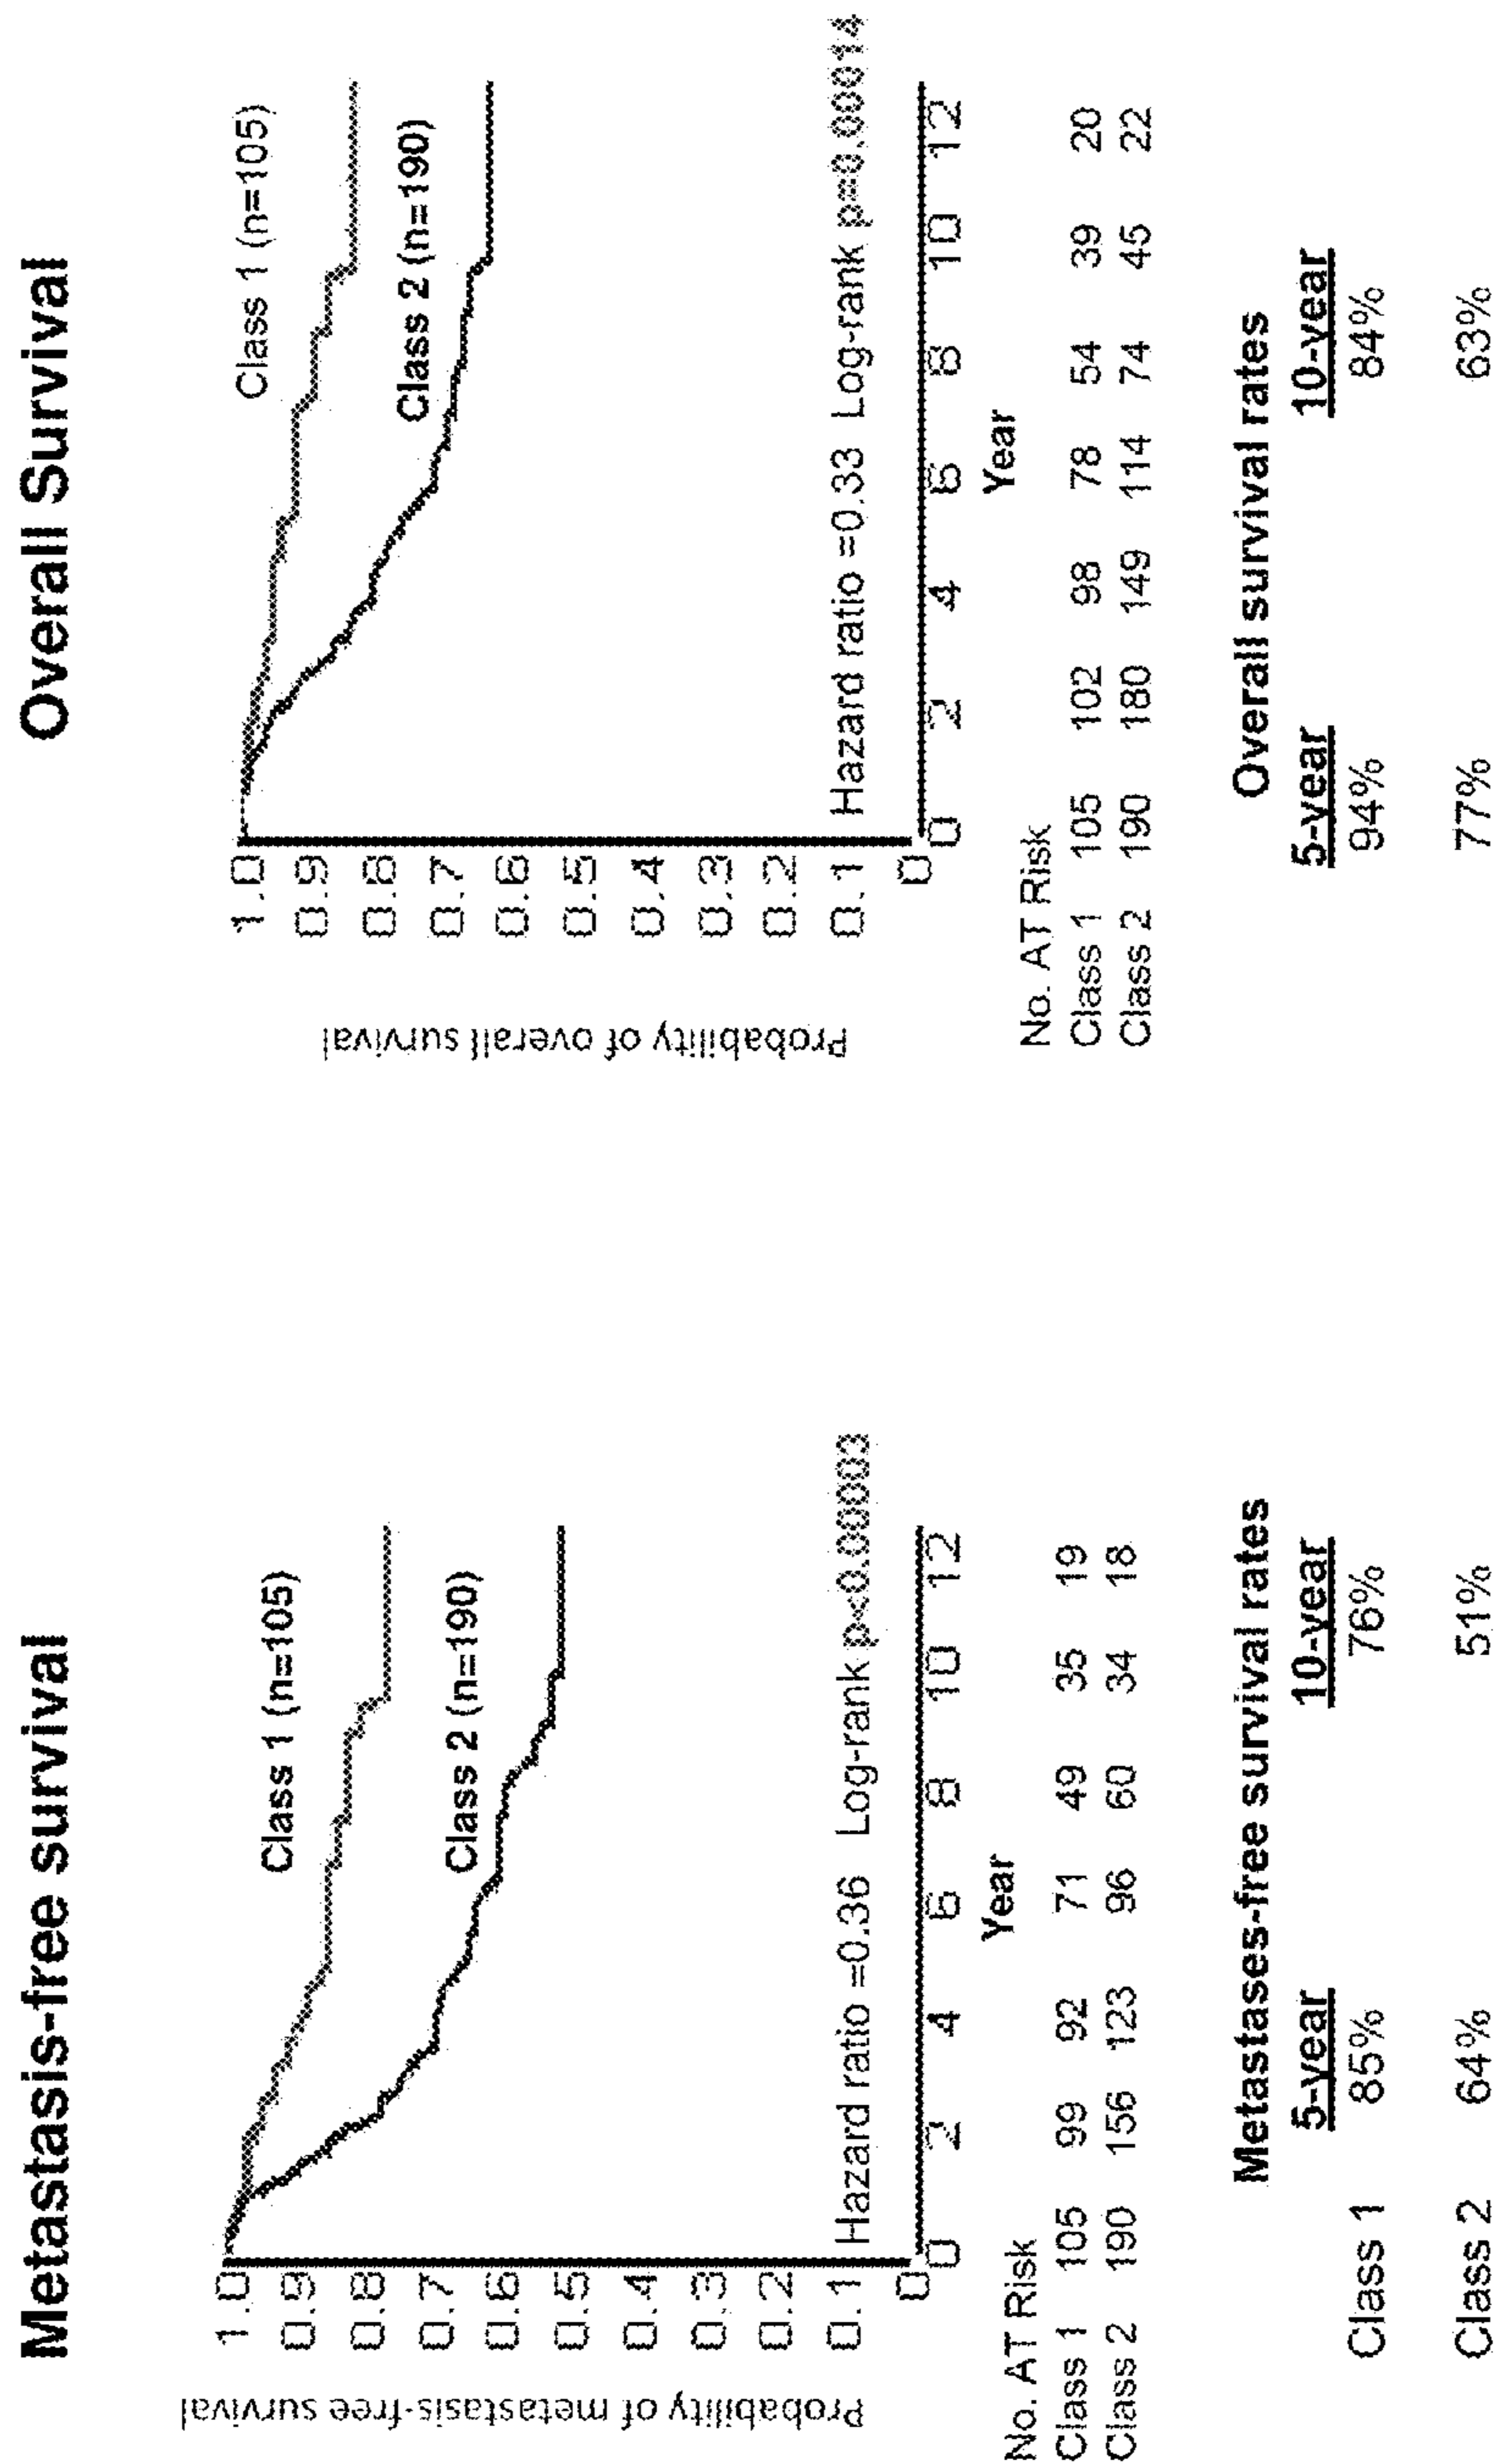 Metastasis-free survival
Probability of metastasis-free survival
1.0
0.9
0.8
0.7
0.6
0.5
0.4
0.3
0.2
0.1
0
Class 1 (n=105)
Class 2 (n=190)
Hazard ratio =0.36 Log-rank p<0.00003
0 2 4 6 8 10 12
Year
No. AT Risk
Class 1 105 99 92 71 49 35 19
Class 2 190 156 123 96 60 34 18
Metastases-free survival rates
5-year 10-year
Class 1 85% 76%
Class 2 64% 51%
Overall Survival
Probability of overall survival
1.0
0.9
0.8
0.7
0.6
0.5
0.4
0.3
0.2
0.1
0
Class 1 (n=105)
Class 2 (n=190)
Hazard ratio =0.33 Log-rank p=0.00014
0 2 4 6 8 10 12
Year
No. AT Risk
Class 1 105 102 98 78 54 39 20
Class 2 190 180 149 114 74 45 22
Overall survival rates
5-year 10-year
94% 84%
77% 63%